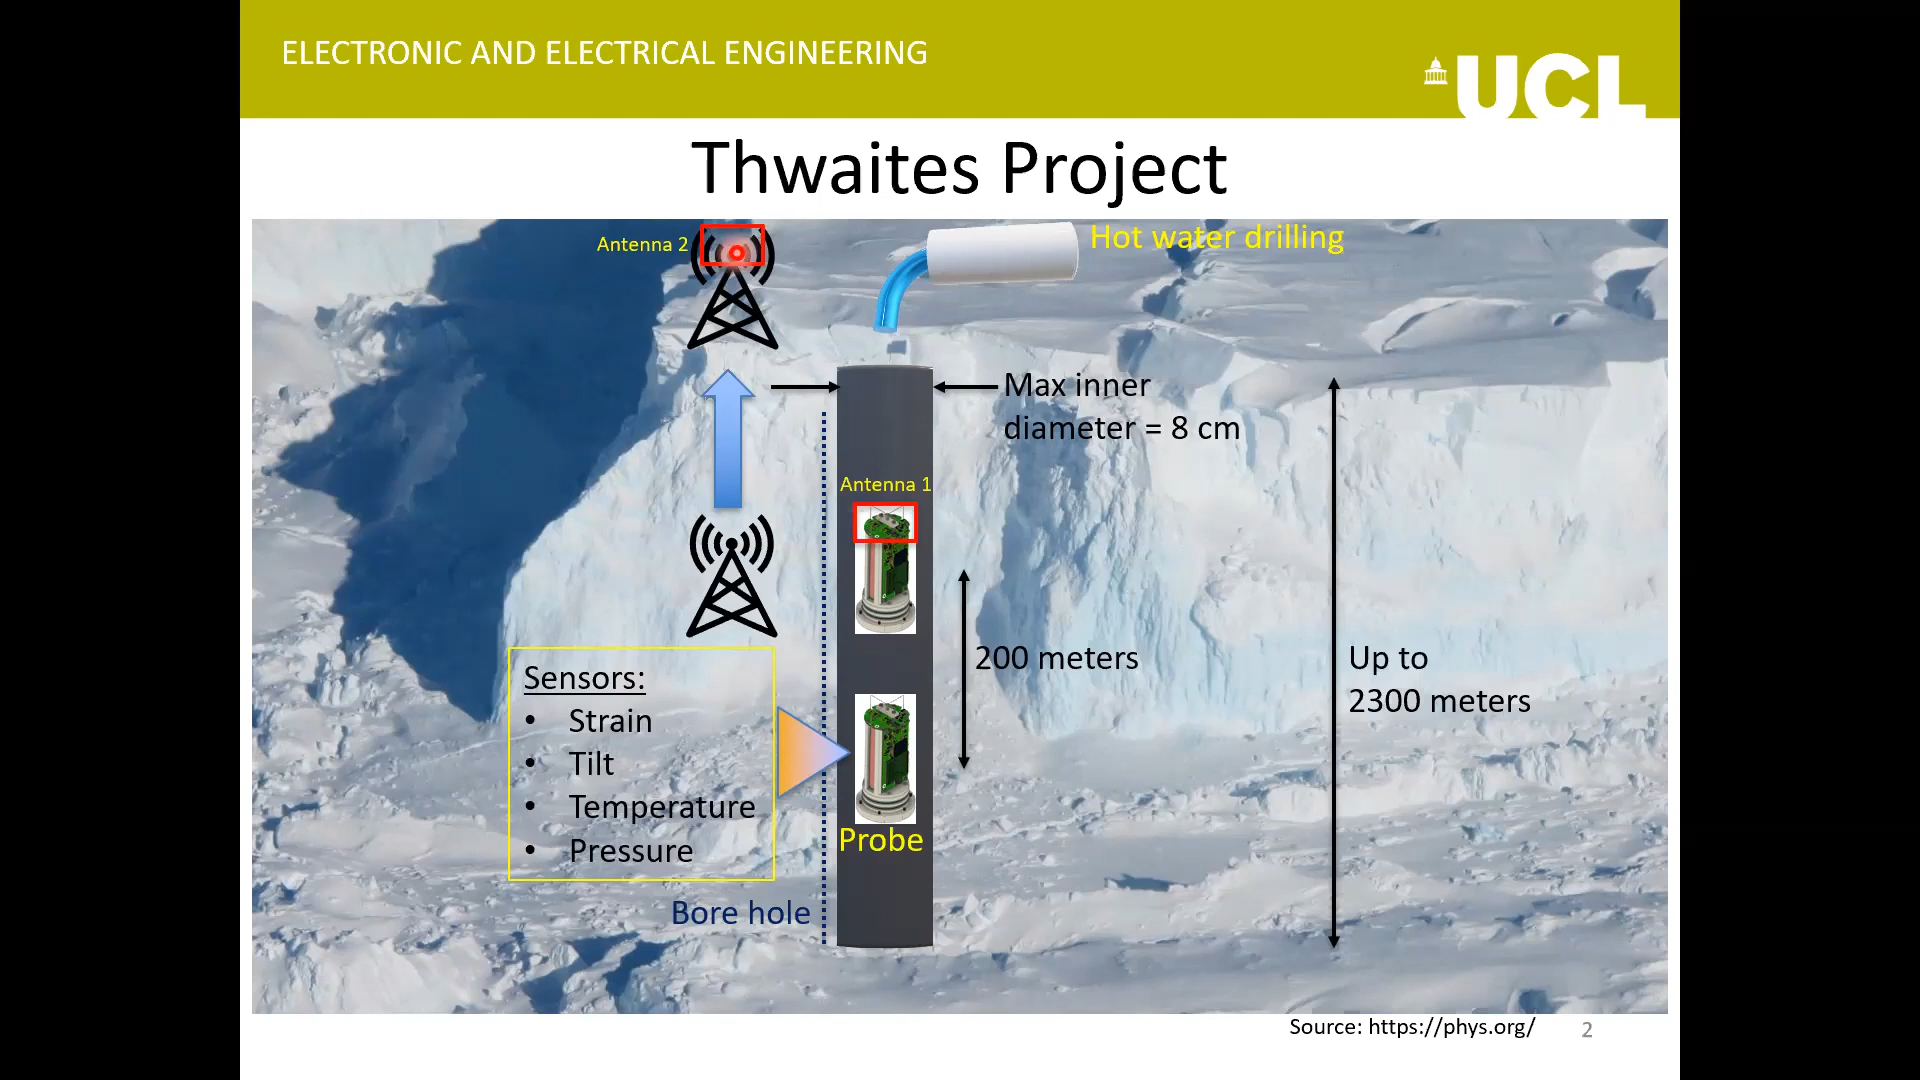 ELECTRONIC AND ELECTRICAL ENGINEERING
UCL
Thwaites Project
Antenna 2
Hot water drilling
Max inner
diameter = 8 cm
Antenna 1
200 meters
Up to
2300 meters
Sensors:
• Strain
• Tilt
• Temperature
• Pressure
Probe
Bore hole
Source: https://phys.org/
2